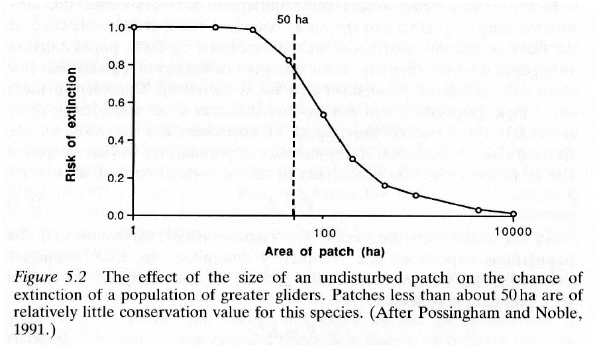 50 ha
1.0
0.8
0.6
0.4
0.2
0.0
Risk of extinction
1
100
10000
Area of patch (ha)
Figure 5.2 The effect of the size of an undisturbed patch on the chance of
extinction of a population of greater gliders. Patches less than about 50 ha are of
relatively little conservation value for this species. (After Possingham and Noble,
1991.)